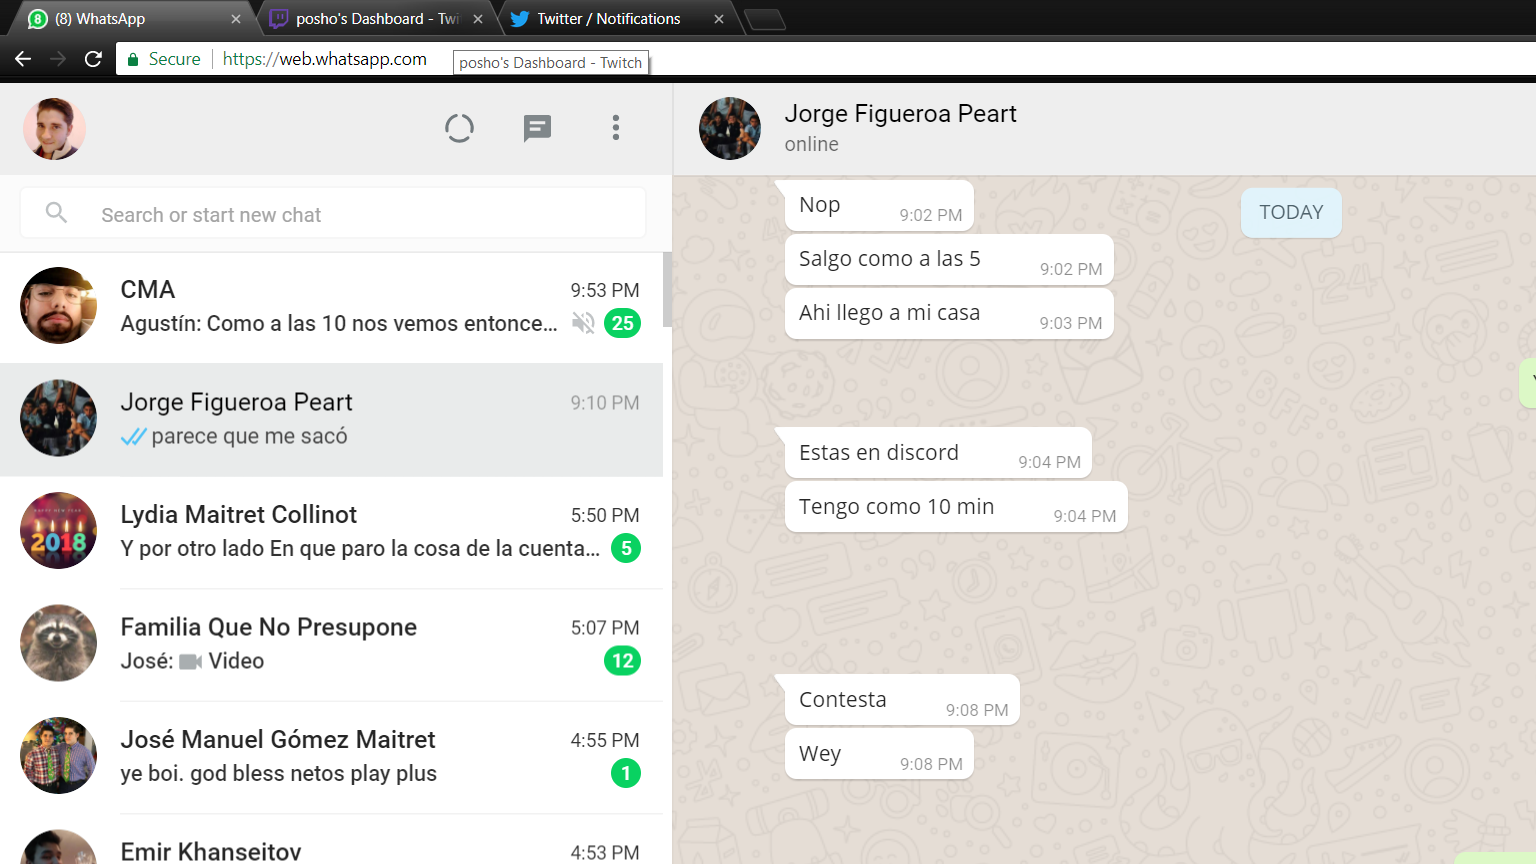 (8) WhatsApp
posho's Dashboard - Twi
Twitter / Notifications
Secure
https://web.whatsapp.com
posho's Dashboard - Twitch
Jorge Figueroa Peart
online
Search or start new chat
CMA
9:53 PM
Agustín: Como a las 10 nos vemos entonce...
25
Jorge Figueroa Peart
9:10 PM
parece que me sacó
Lydia Maitret Collinot
5:50 PM
Y por otro lado En que paro la cosa de la cuenta...
5
HAPPY NEW YEAR
2018
Familia Que No Presupone
5:07 PM
José: Video
12
José Manuel Gómez Maitret
4:55 PM
ye boi. god bless netos play plus
1
Emir Khanseitov
4:53 PM
TODAY
Nop
9:02 PM
Salgo como a las 5
9:02 PM
Ahi llego a mi casa
9:03 PM
Estas en discord
9:04 PM
Tengo como 10 min
9:04 PM
Contesta
9:08 PM
Wey
9:08 PM